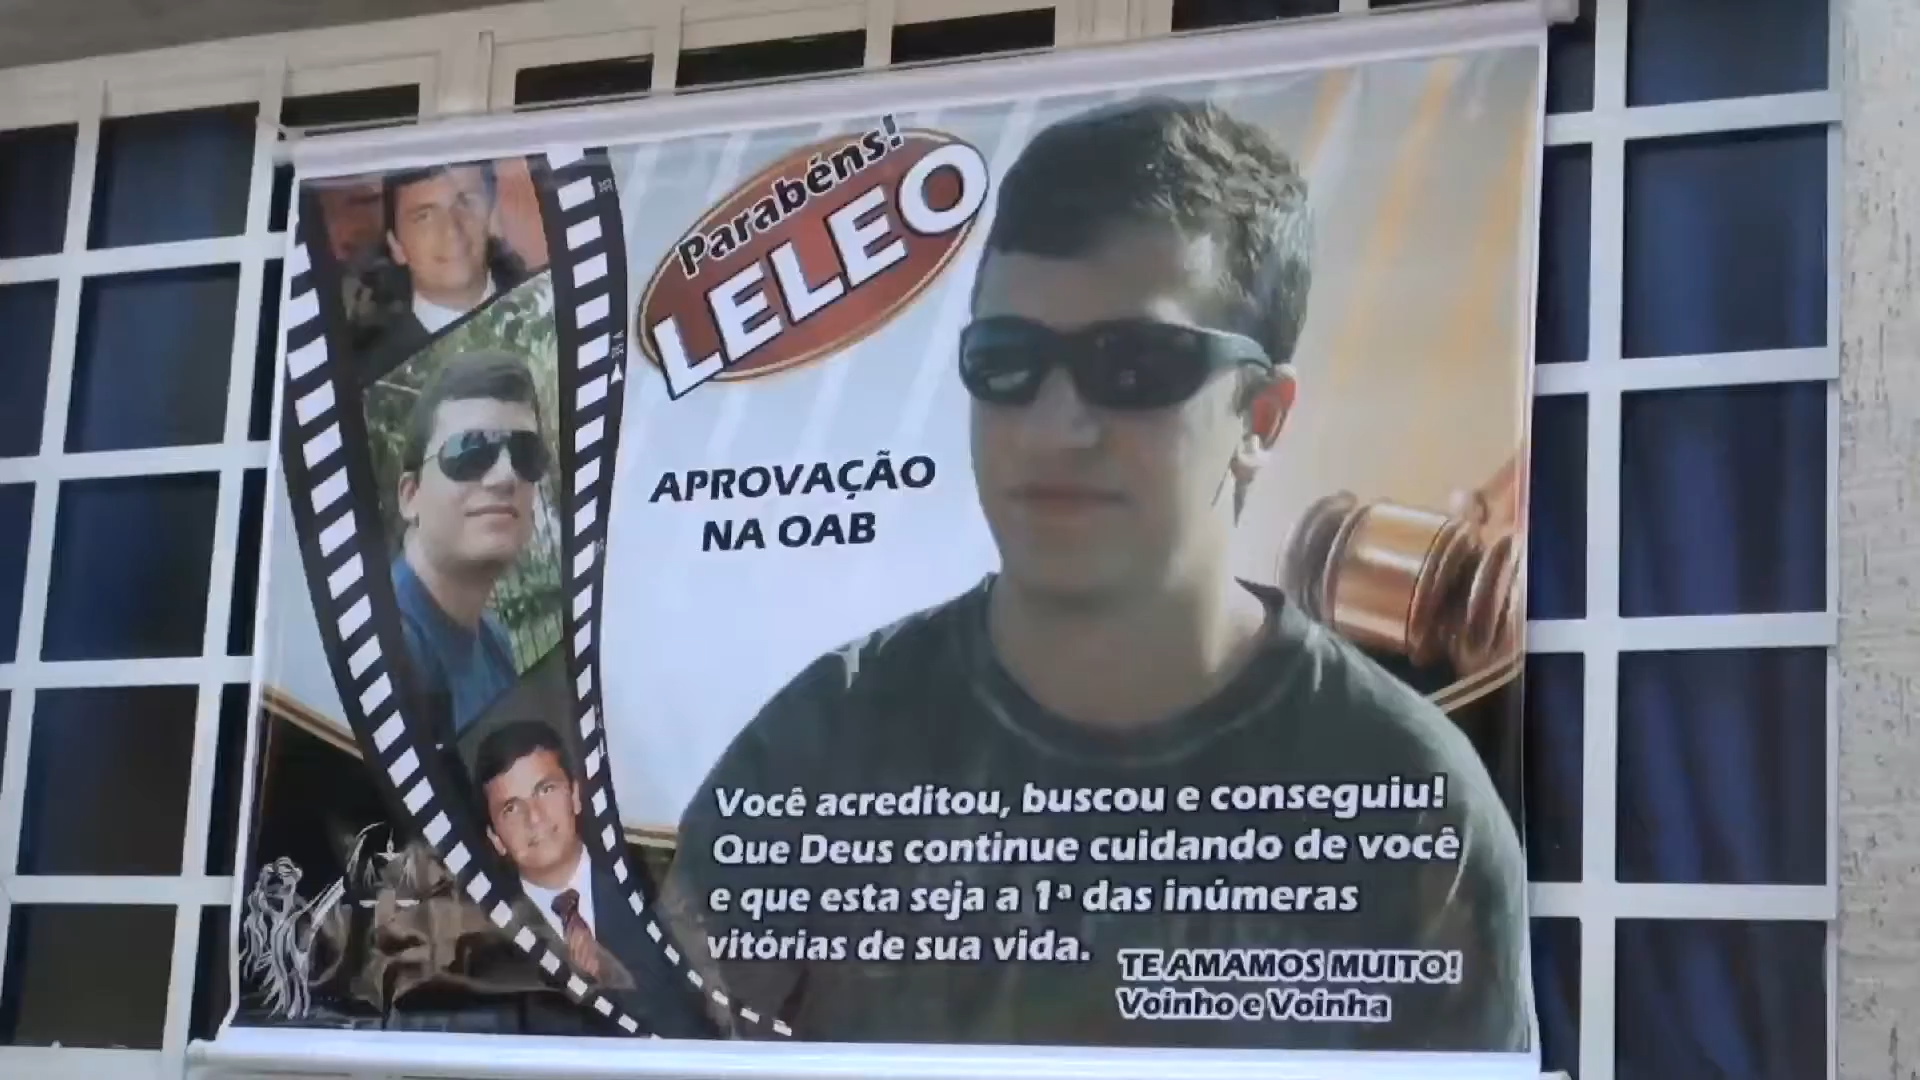 Parabéns!
LELEO
APROVAÇÃO
NA OAB
Você acreditou, buscou e conseguiu!
Que Deus continue cuidando de você
e que esta seja a 1ª das inúmeras
vitórias de sua vida.
TE AMAMOS MUITO!
Voinho e Voinha